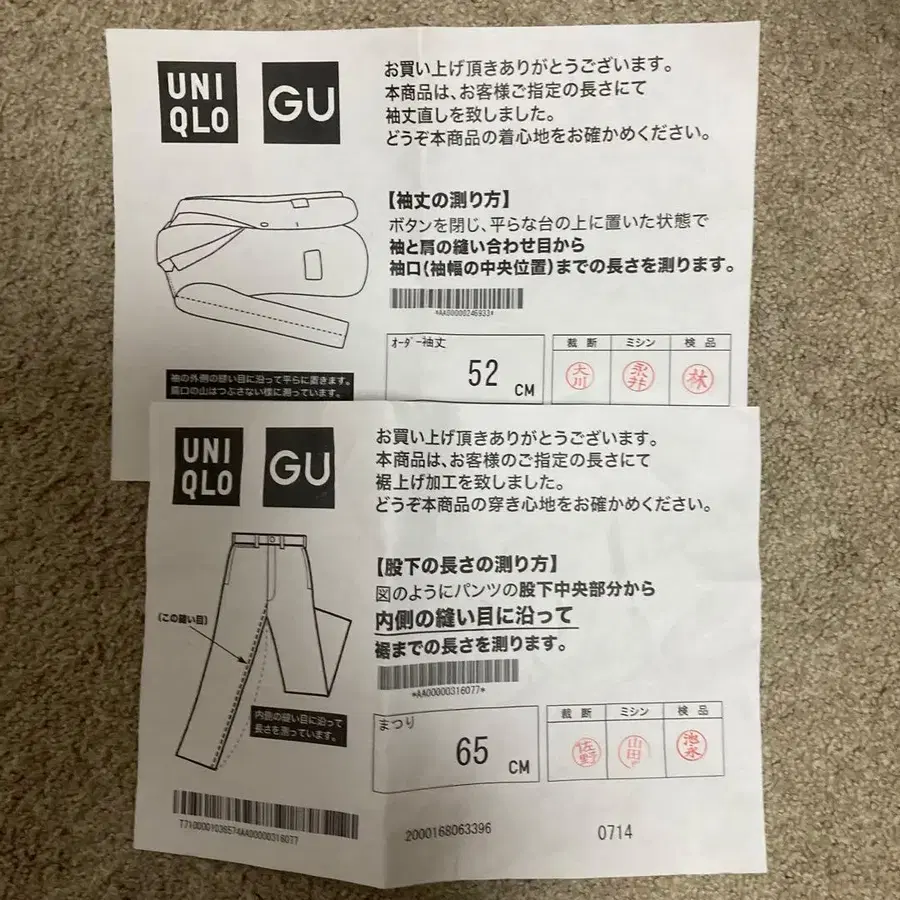 UNI
QLO
GU
お買い上げ頂きありがとうございます。
本商品は、お客様ご指定の長さにて
袖丈直しを致しました。
どうぞ本商品の着心地をお確かめください。
【袖丈の測り方】
ボタンを閉じ、平らな台の上に置いた状態で
袖と肩の縫い合わせ目から
袖口(袖幅の中央位置)までの長さを測ります。
*AA00000246933*
オーダー袖丈
52 CM
裁断 ミシン 検品
大川 永井 林
袖の外側の縫い目に沿って平らに置きます。
肩口の山はつぶさない様に測っています。
UNI
QLO
GU
お買い上げ頂きありがとうございます。
本商品は、お客様のご指定の長さにて
裾上げ加工を致しました。
どうぞ本商品の穿き心地をお確かめください。
【股下の長さの測り方】
図のようにパンツの股下中央部分から
内側の縫い目に沿って
裾までの長さを測ります。
*AA00000316077*
(この縫い目)
内側の縫い目に沿って
長さを測っています。
まつり
65 CM
裁断 ミシン 検品
佐野 山田 池永
T7100001036574AA00000316077
2000168063396
0714